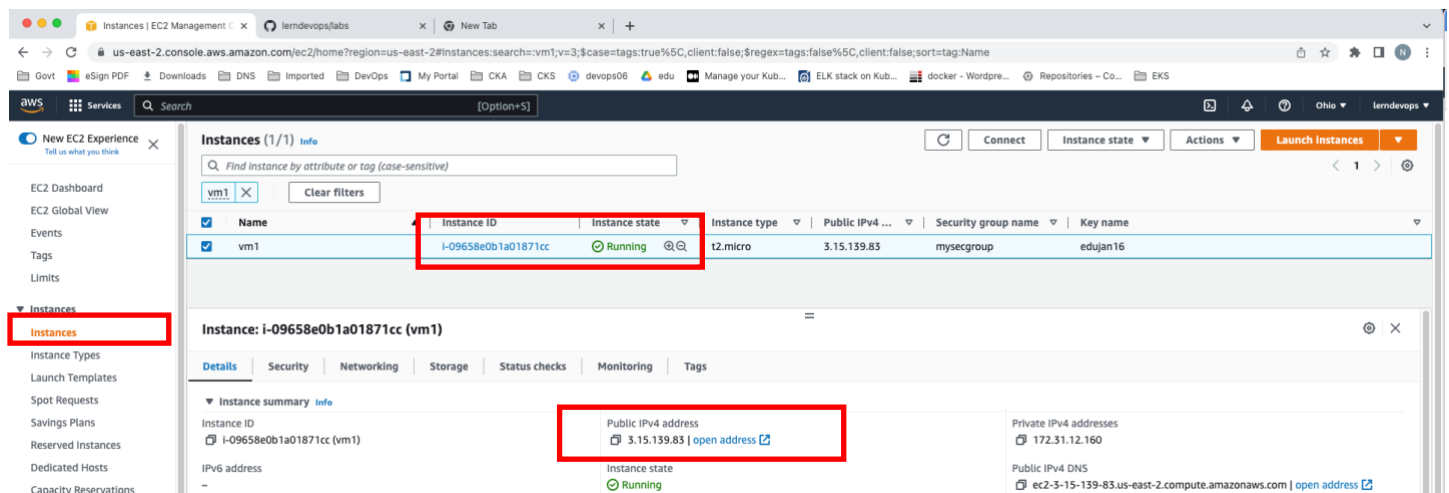 Instances | EC2 Management C
lerndevops/labs
New Tab
us-east-2.console.aws.amazon.com/ec2/home?region=us-east-2#Instances:search=:vm1;v=3;$case=tags:true%5C,client:false;$regex=tags:false%5C,client:false;sort=tag:Name
N
Govt eSign PDF Downloads DNS Imported DevOps My Portal CKA CKS devops06 edu Manage your Kub... ELK stack on Kub... docker - Wordpre... Repositories – Co... EKS
aws Services Search [Option+S] Ohio lerndevops
New EC2 Experience
Tell us what you think
EC2 Dashboard
EC2 Global View
Events
Tags
Limits
Instances
Instances
Instance Types
Launch Templates
Spot Requests
Savings Plans
Reserved Instances
Dedicated Hosts
Capacity Reservations
Instances (1/1) Info
Connect Instance state Actions Launch instances
Find instance by attribute or tag (case-sensitive)
1
vm1 Clear filters
Name Instance ID Instance state Instance type Public IPv4 ... Security group name Key name
vm1 i-09658e0b1a01871cc Running t2.micro 3.15.139.83 mysecgroup edujan16
Instance: i-09658e0b1a01871cc (vm1)
Details Security Networking Storage Status checks Monitoring Tags
Instance summary Info
Instance ID
i-09658e0b1a01871cc (vm1)
IPv6 address
–
Public IPv4 address
3.15.139.83 | open address
Instance state
Running
Private IPv4 addresses
172.31.12.160
Public IPv4 DNS
ec2-3-15-139-83.us-east-2.compute.amazonaws.com | open address